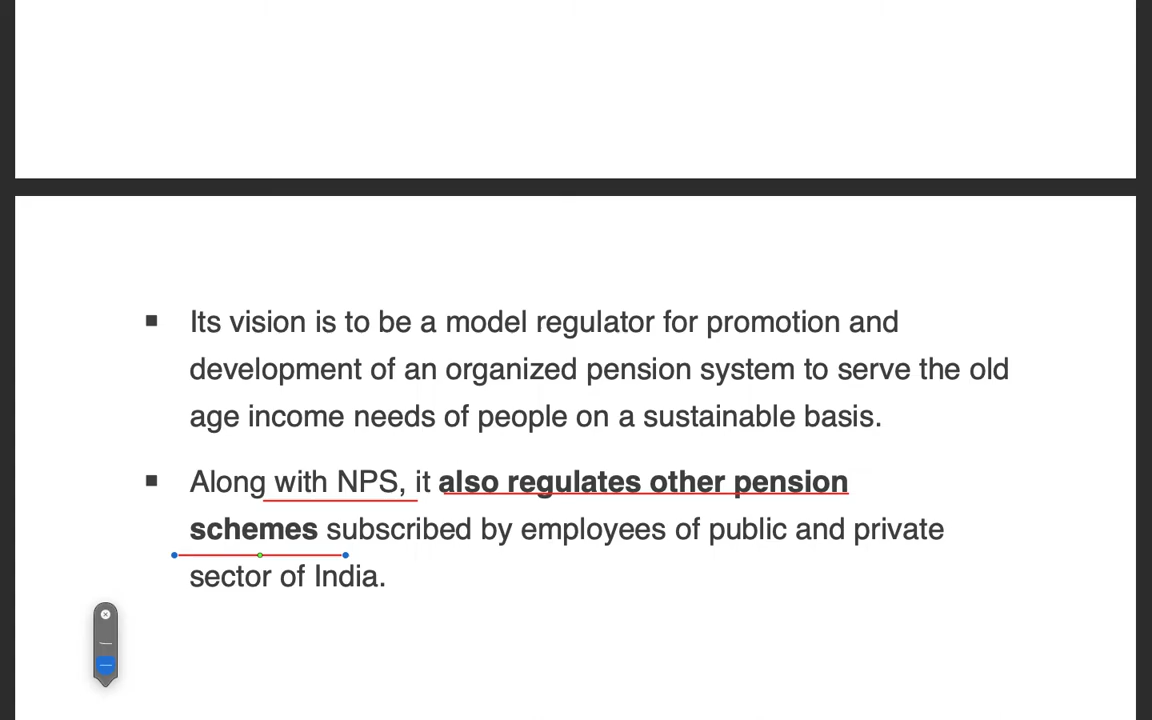 ▪ Its vision is to be a model regulator for promotion and
development of an organized pension system to serve the old
age income needs of people on a sustainable basis.
▪ Along with NPS, it also regulates other pension
schemes subscribed by employees of public and private
sector of India.